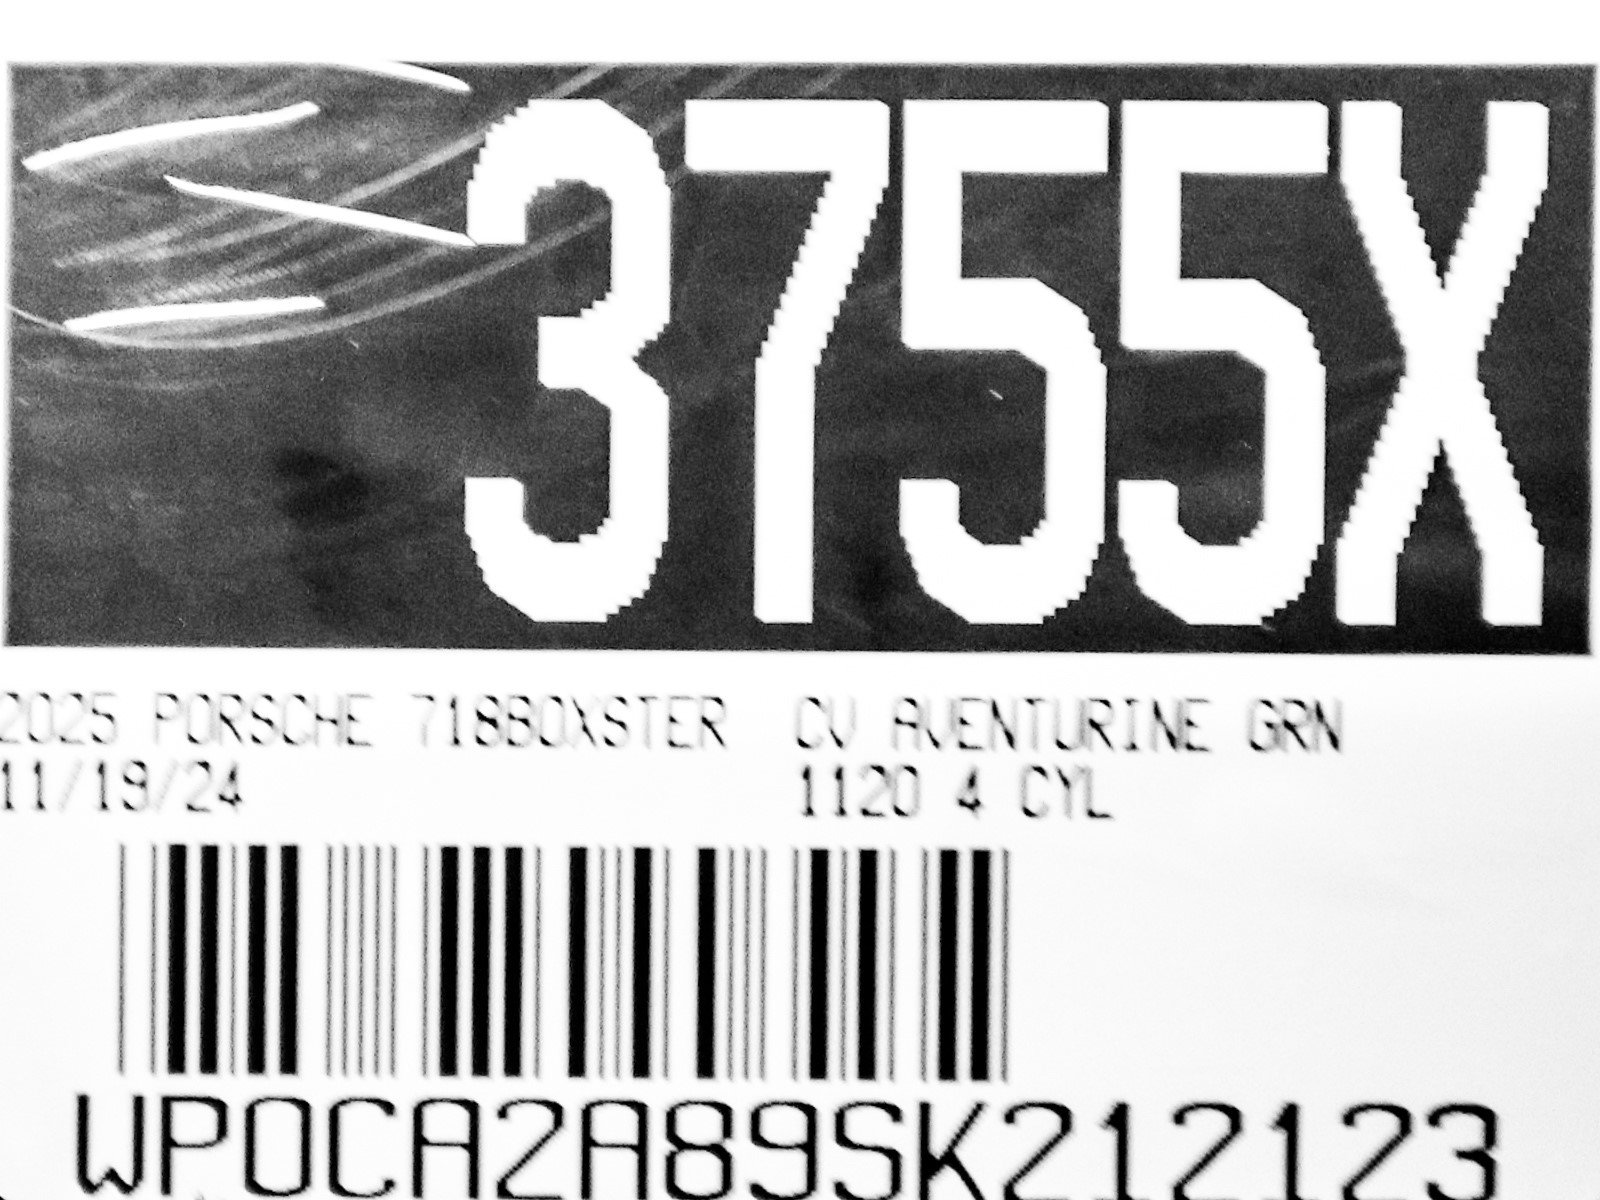 3755X
2025 PORSCHE 718BOXSTER CV AVENTURINE GRN
11/19/24 1120 4 CYL
WP0CA2A89SK212123